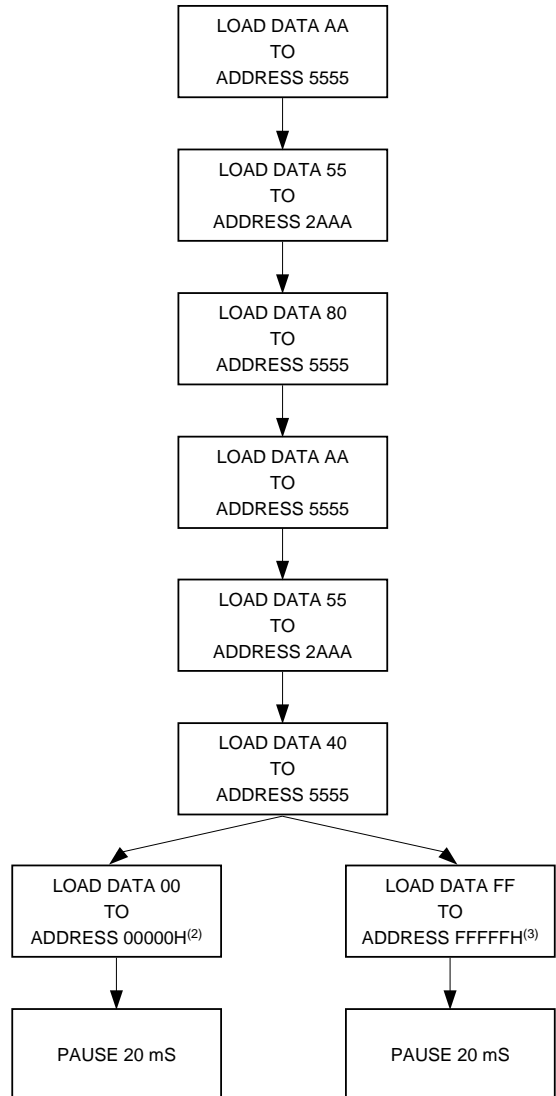 LOAD DATA AA
TO
ADDRESS 5555
LOAD DATA 55
TO
ADDRESS 2AAA
LOAD DATA 80
TO
ADDRESS 5555
LOAD DATA AA
TO
ADDRESS 5555
LOAD DATA 55
TO
ADDRESS 2AAA
LOAD DATA 40
TO
ADDRESS 5555
LOAD DATA 00
TO
ADDRESS 00000H(2)
LOAD DATA FF
TO
ADDRESS FFFFFH(3)
PAUSE 20 mS
PAUSE 20 mS